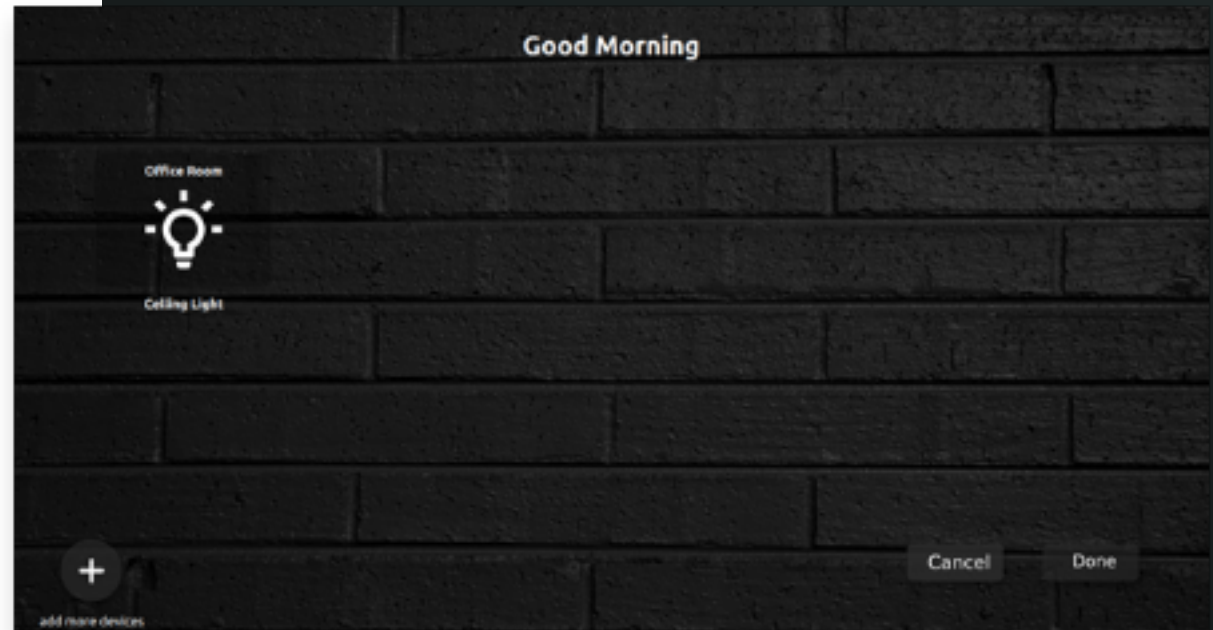 Good Morning
Office Room
Ceiling Light
Cancel
Done
add more devices